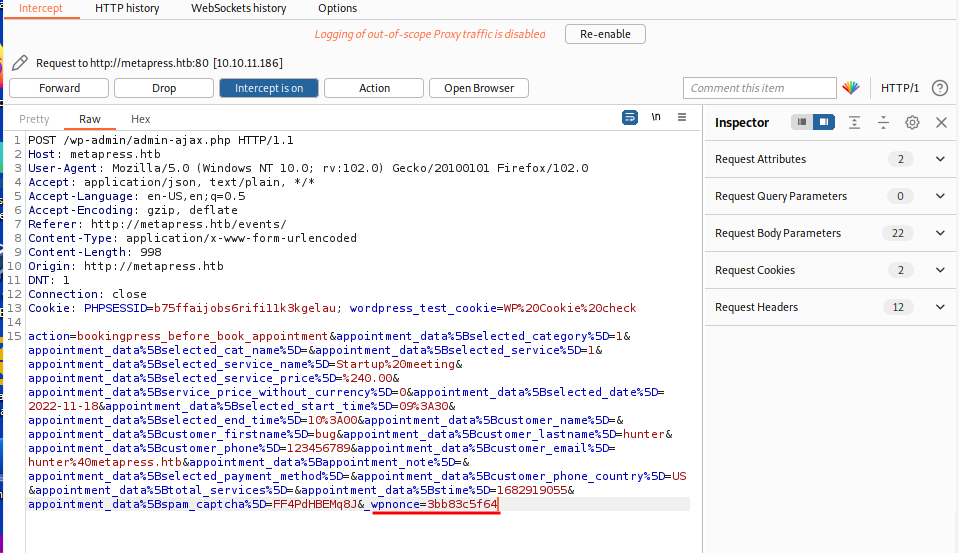 Intercept HTTP history WebSockets history Options
Logging of out-of-scope Proxy traffic is disabled Re-enable
Request to http://metapress.htb:80 [10.10.11.186]
Forward Drop Intercept is on Action Open Browser Comment this item HTTP/1 ?
Pretty Raw Hex \n
Inspector
1 POST /wp-admin/admin-ajax.php HTTP/1.1
2 Host: metapress.htb
3 User-Agent: Mozilla/5.0 (Windows NT 10.0; rv:102.0) Gecko/20100101 Firefox/102.0
4 Accept: application/json, text/plain, */*
5 Accept-Language: en-US,en;q=0.5
6 Accept-Encoding: gzip, deflate
7 Referer: http://metapress.htb/events/
8 Content-Type: application/x-www-form-urlencoded
9 Content-Length: 998
10 Origin: http://metapress.htb
11 DNT: 1
12 Connection: close
13 Cookie: PHPSESSID=b75ffaijobs6rifi11k3kgelau; wordpress_test_cookie=WP%20Cookie%20check
14
15 action=bookingpress_before_book_appointment&appointment_data%5Bselected_category%5D=1&
appointment_data%5Bselected_cat_name%5D=&appointment_data%5Bselected_service%5D=1&
appointment_data%5Bselected_service_name%5D=Startup%20meeting&
appointment_data%5Bselected_service_price%5D=%240.00&
appointment_data%5Bservice_price_without_currency%5D=0&appointment_data%5Bselected_date%5D=
2022-11-18&appointment_data%5Bselected_start_time%5D=09%3A30&
appointment_data%5Bselected_end_time%5D=10%3A00&appointment_data%5Bcustomer_name%5D=&
appointment_data%5Bcustomer_firstname%5D=bug&appointment_data%5Bcustomer_lastname%5D=hunter&
appointment_data%5Bcustomer_phone%5D=123456789&appointment_data%5Bcustomer_email%5D=
hunter%40metapress.htb&appointment_data%5Bappointment_note%5D=&
appointment_data%5Bselected_payment_method%5D=&appointment_data%5Bcustomer_phone_country%5D=US
&appointment_data%5Btotal_services%5D=&appointment_data%5Bstime%5D=1682919055&
appointment_data%5Bspam_captcha%5D=FF4PdHBEMq8J&_wpnonce=3bb83c5f64
Request Attributes 2
Request Query Parameters 0
Request Body Parameters 22
Request Cookies 2
Request Headers 12